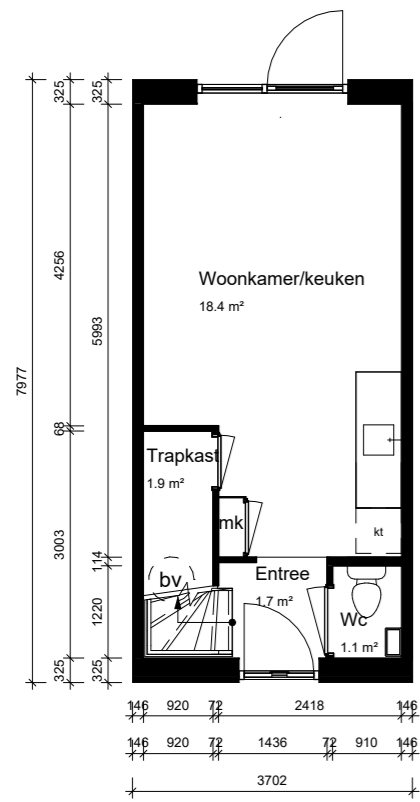 325
325
4256
5993
7977
Woonkamer/keuken
18.4 m²
68
Trapkast
1.9 m²
mk
kt
3003
114
bv
Entree
1.7 m²
1220
Wc
1.1 m²
325
325
146 920 72 2418 146
146 920 72 1436 72 910 146
3702